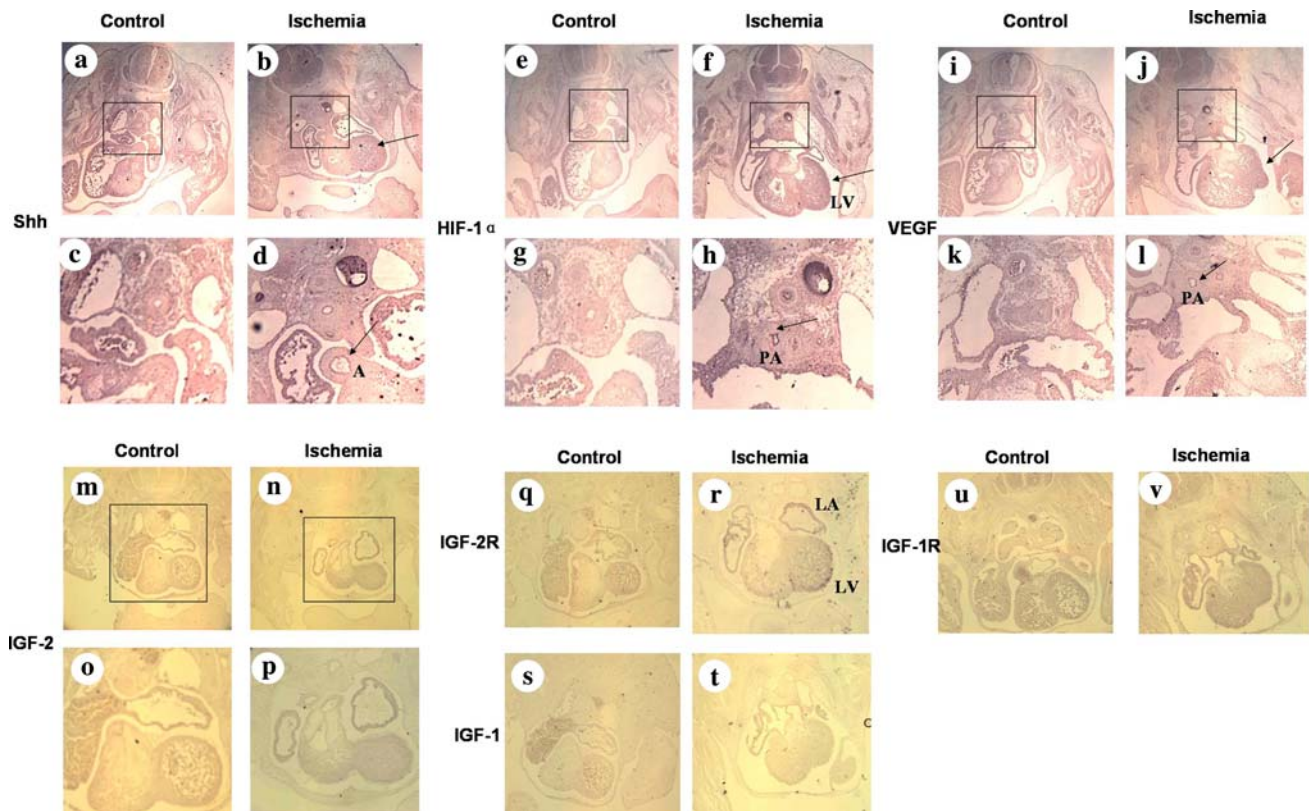 Control Ischemia Control Ischemia Control Ischemia
a b e f i j
LV
Shh HIF-1 α VEGF
c d g h k l
A PA PA
Control Ischemia Control Ischemia Control Ischemia
m n q r u v
LA
IGF-2R IGF-1R
LV
IGF-2
o p s t
IGF-1